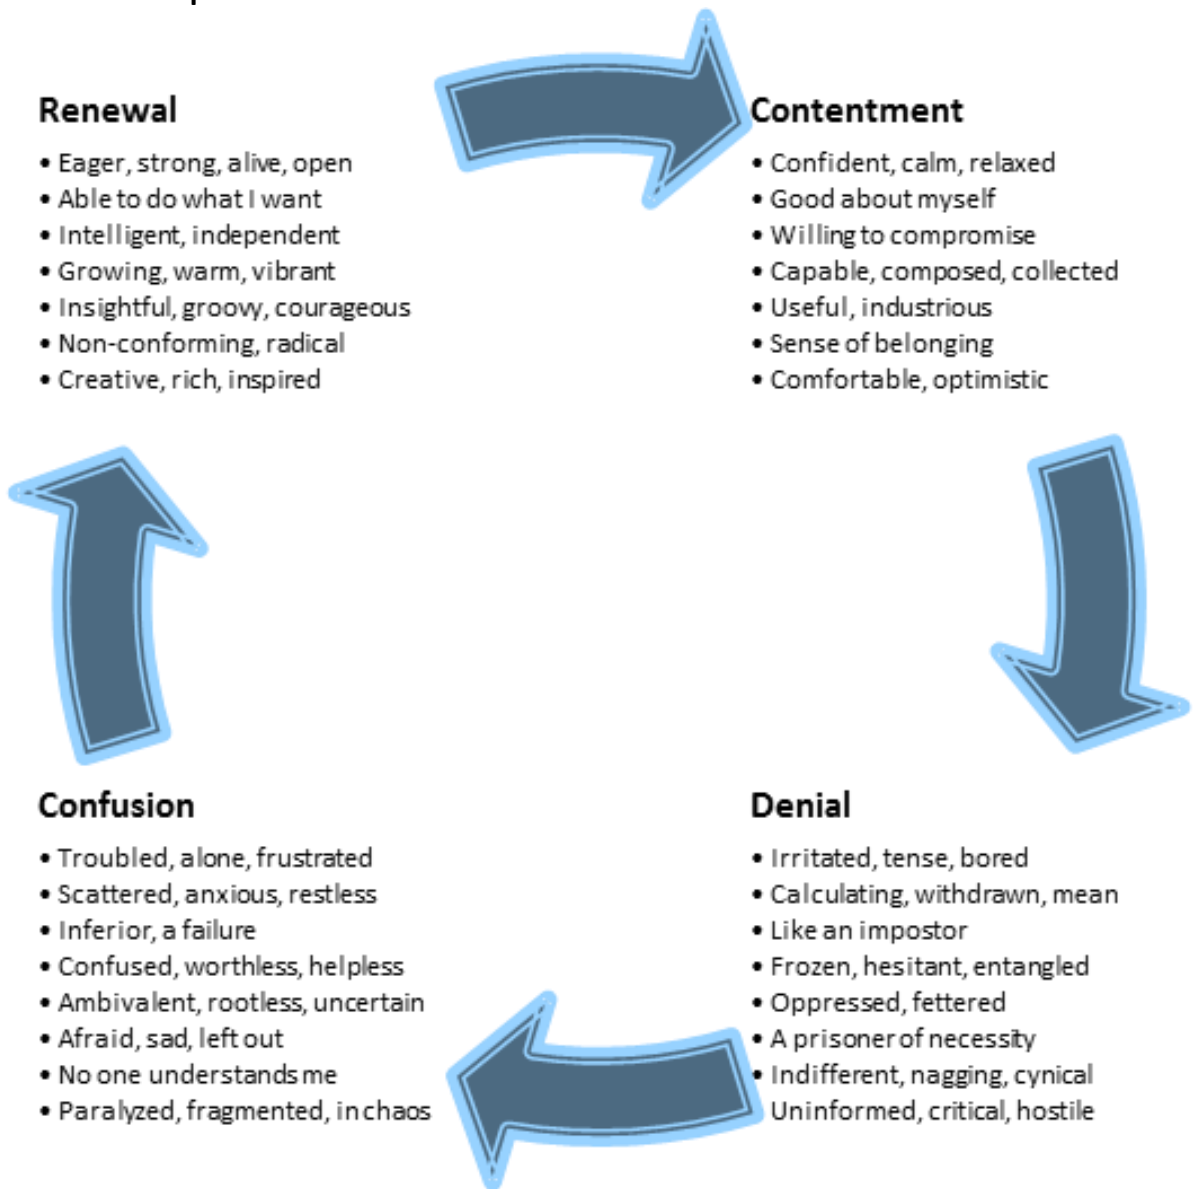 Renewal
• Eager, strong, alive, open
• Able to do what I want
• Intelligent, independent
• Growing, warm, vibrant
• Insightful, groovy, courageous
• Non-conforming, radical
• Creative, rich, inspired
Contentment
• Confident, calm, relaxed
• Good about myself
• Willing to compromise
• Capable, composed, collected
• Useful, industrious
• Sense of belonging
• Comfortable, optimistic
Confusion
• Troubled, alone, frustrated
• Scattered, anxious, restless
• Inferior, a failure
• Confused, worthless, helpless
• Ambivalent, rootless, uncertain
• Afraid, sad, left out
• No one understands me
• Paralyzed, fragmented, in chaos
Denial
• Irritated, tense, bored
• Calculating, withdrawn, mean
• Like an impostor
• Frozen, hesitant, entangled
• Oppressed, fettered
• A prisoner of necessity
• Indifferent, nagging, cynical
Uninformed, critical, hostile